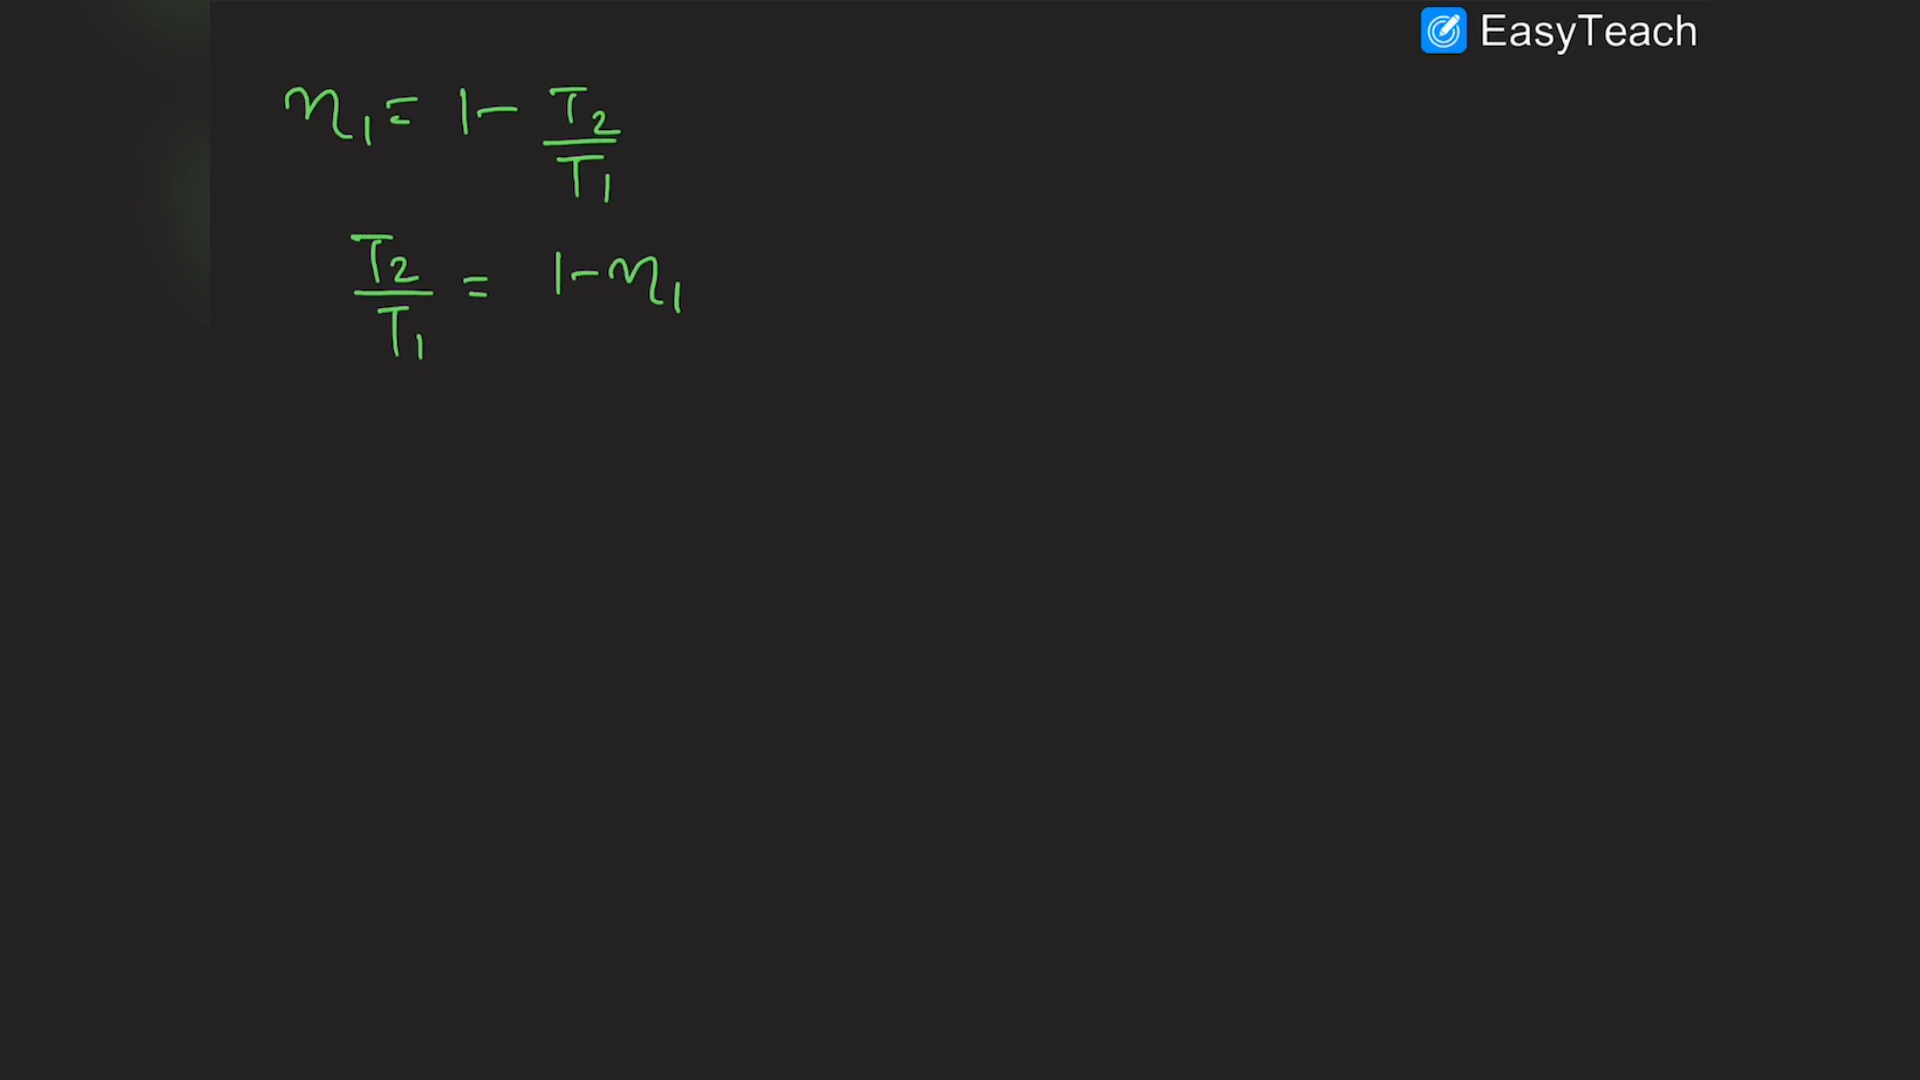 EasyTeach
η₁ = 1 - T₂/T₁
T₂/T₁ = 1 - η₁